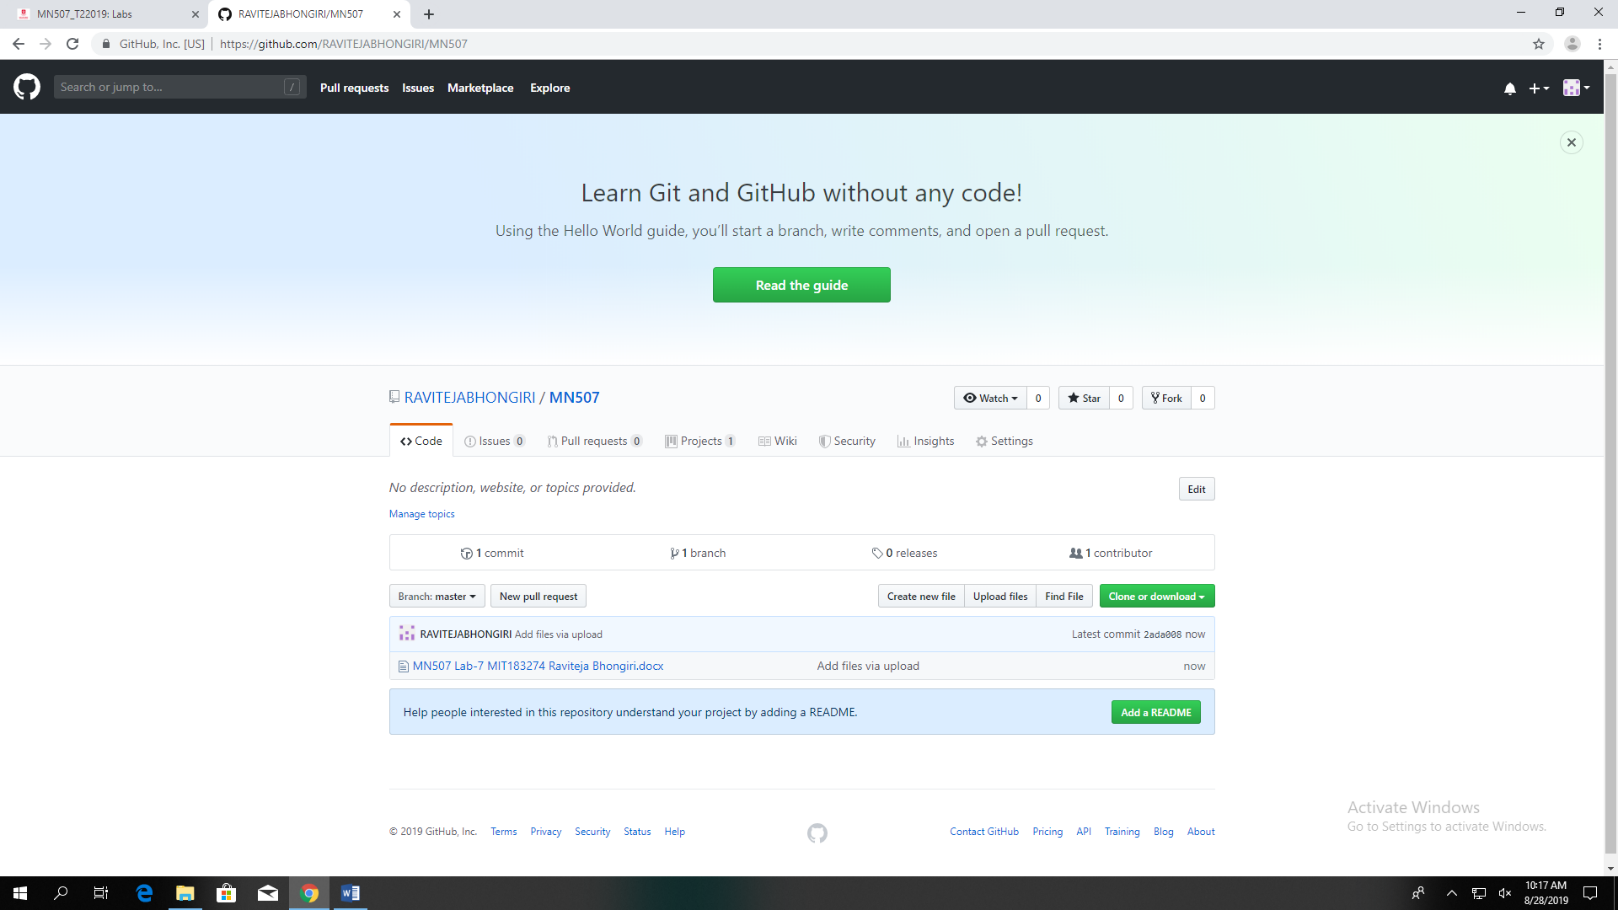 MN507_T22019: Labs
RAVITEJABHONGIRI/MN507
GitHub, Inc. [US] | https://github.com/RAVITEJABHONGIRI/MN507
Search or jump to... /
Pull requests Issues Marketplace Explore
Learn Git and GitHub without any code!
Using the Hello World guide, you’ll start a branch, write comments, and open a pull request.
Read the guide
RAVITEJABHONGIRI / MN507
Watch 0 Star 0 Fork 0
Code Issues 0 Pull requests 0 Projects 1 Wiki Security Insights Settings
No description, website, or topics provided.
Edit
Manage topics
1 commit 1 branch 0 releases 1 contributor
Branch: master New pull request Create new file Upload files Find File Clone or download
RAVITEJABHONGIRI Add files via upload Latest commit 2ada008 now
MN507 Lab-7 MIT183274 Raviteja Bhongiri.docx Add files via upload now
Help people interested in this repository understand your project by adding a README. Add a README
Activate Windows
Go to Settings to activate Windows.
© 2019 GitHub, Inc. Terms Privacy Security Status Help Contact GitHub Pricing API Training Blog About
10:17 AM
8/28/2019